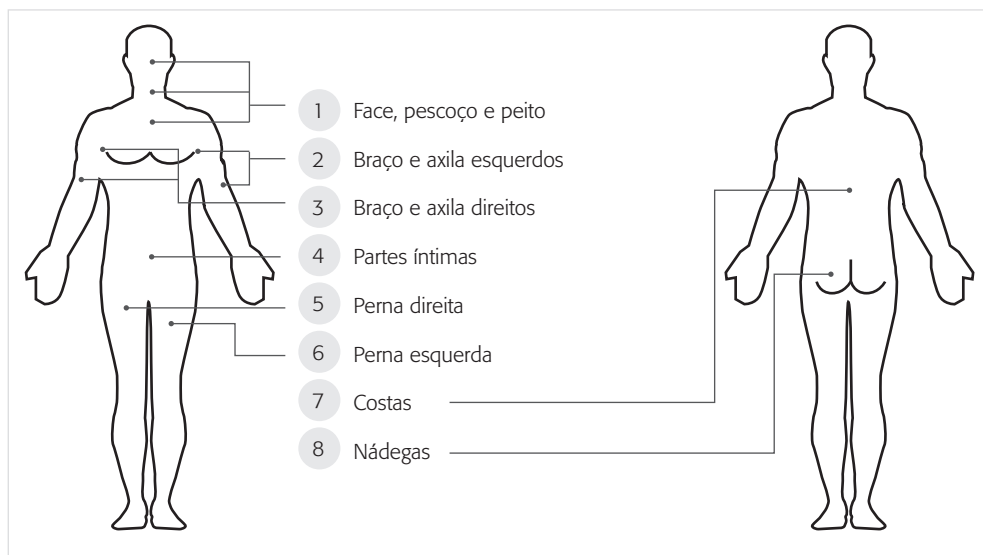 1 Face, pescoço e peito
2 Braço e axila esquerdos
3 Braço e axila direitos
4 Partes íntimas
5 Perna direita
6 Perna esquerda
7 Costas
8 Nádegas